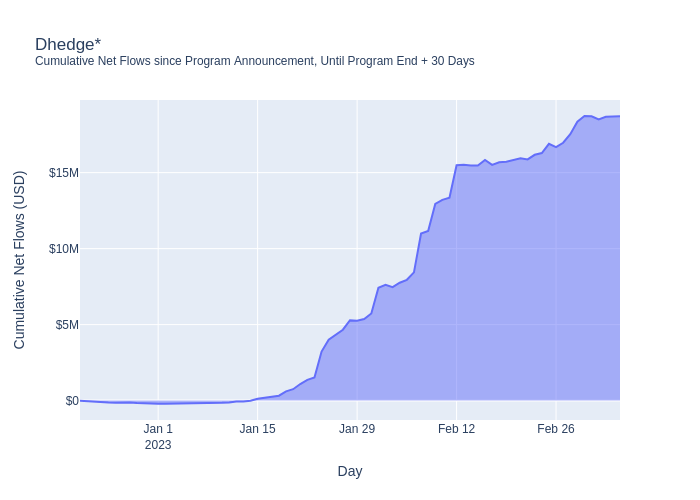 Dhedge*
Cumulative Net Flows since Program Announcement, Until Program End + 30 Days
Cumulative Net Flows (USD)
$15M
$10M
$5M
$0
Jan 1
2023
Jan 15
Jan 29
Feb 12
Feb 26
Day